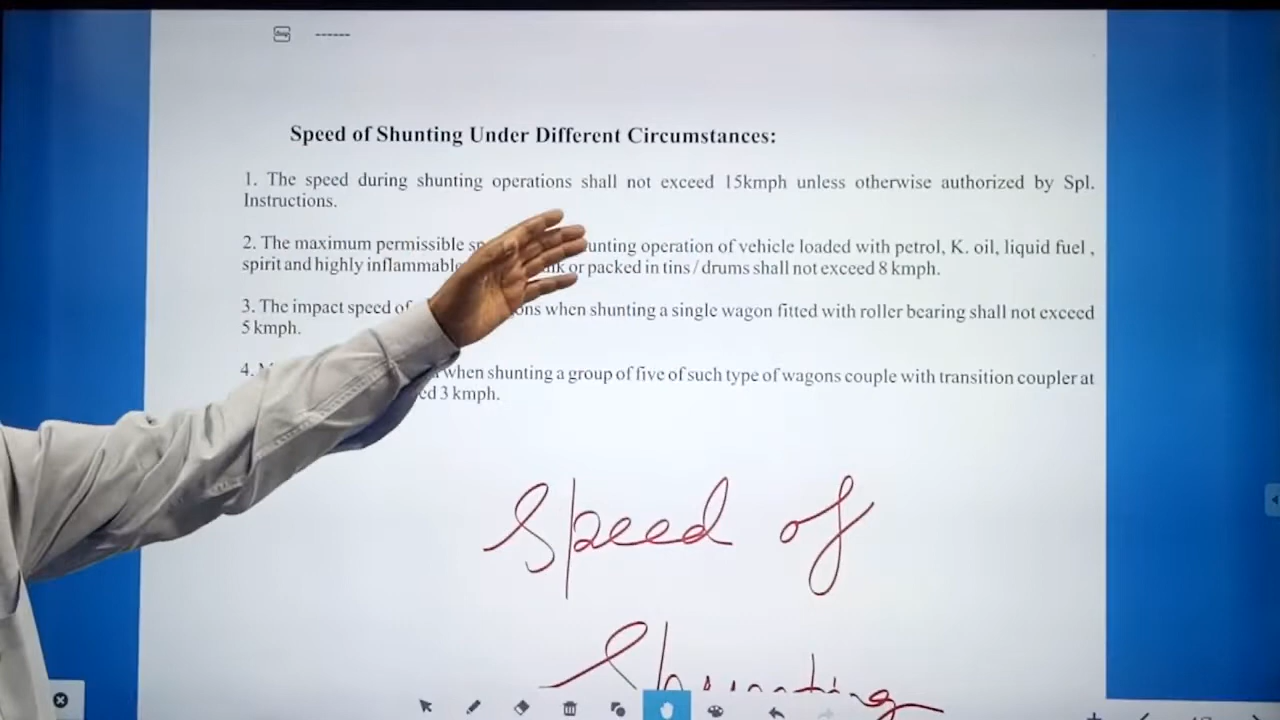 Speed of Shunting Under Different Circumstances:
1. The speed during shunting operations shall not exceed 15kmph unless otherwise authorized by Spl.
Instructions.
2. The maximum permissible unting operation of vehicle loaded with petrol, K. oil, liquid fuel ,
spirit and highly inflammabl or packed in tins / drums shall not exceed 8 kmph.
3. The impact speed of when shunting a single wagon fitted with roller bearing shall not exceed
5 kmph.
4. when shunting a group of five of such type of wagons couple with transition coupler at
3 kmph.
Speed of
Shunting